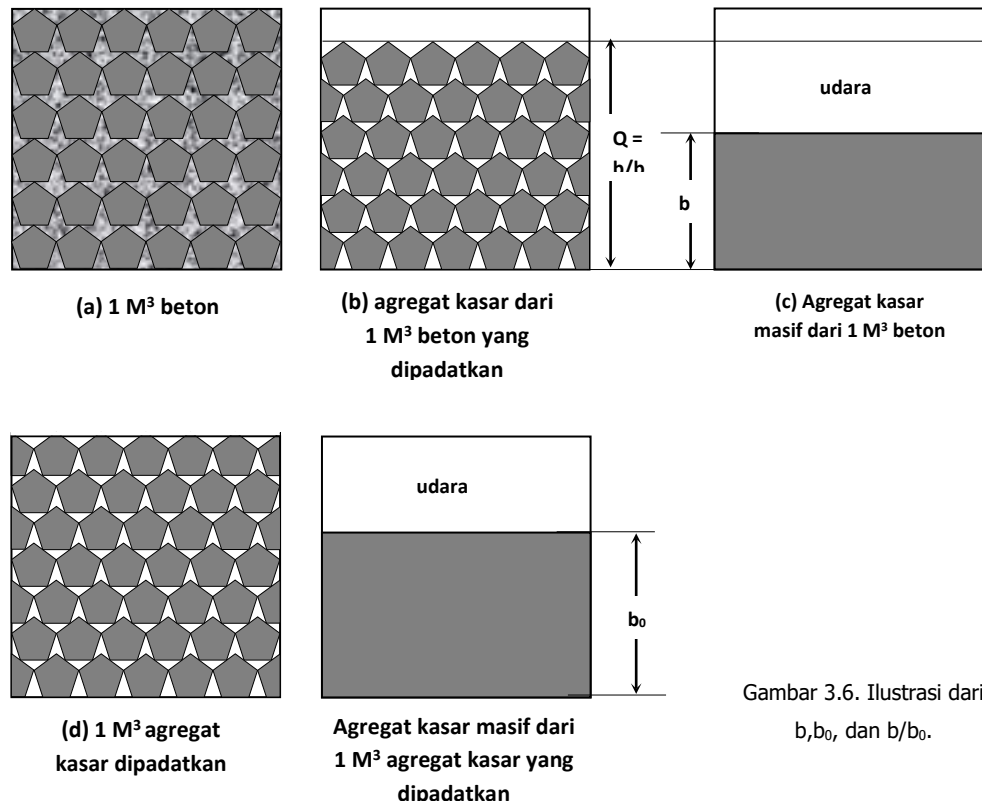 udara
Q =
b
(a) 1 M³ beton
(b) agregat kasar dari
1 M³ beton yang
dipadatkan
(c) Agregat kasar
masif dari 1 M³ beton
udara
b₀
(d) 1 M³ agregat
kasar dipadatkan
Agregat kasar masif dari
1 M³ agregat kasar yang
dipadatkan
Gambar 3.6. Ilustrasi dari
b,b₀, dan b/b₀.